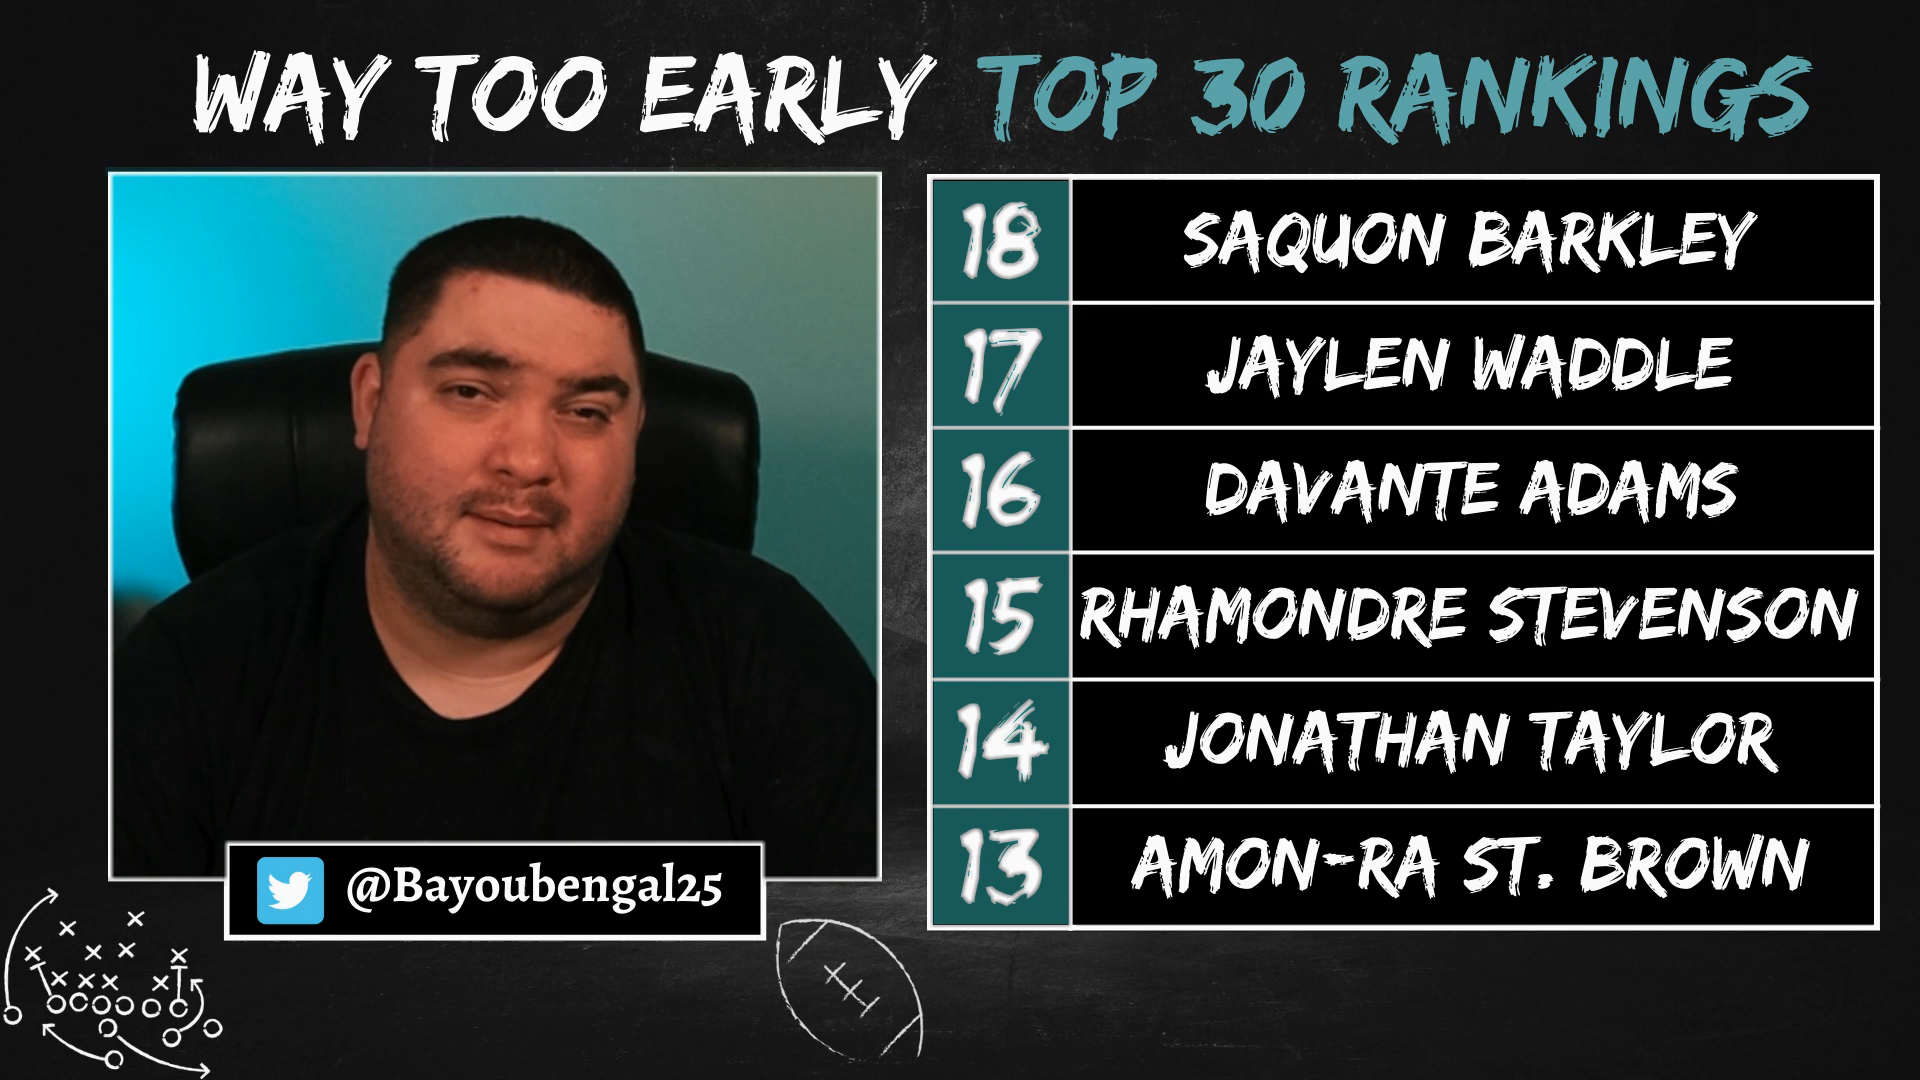 WAY TOO EARLY TOP 30 RANKINGS
18 SAQUON BARKLEY
17 JAYLEN WADDLE
16 DAVANTE ADAMS
15 RHAMONDRE STEVENSON
14 JONATHAN TAYLOR
13 AMON-RA ST. BROWN
@Bayoubengal25